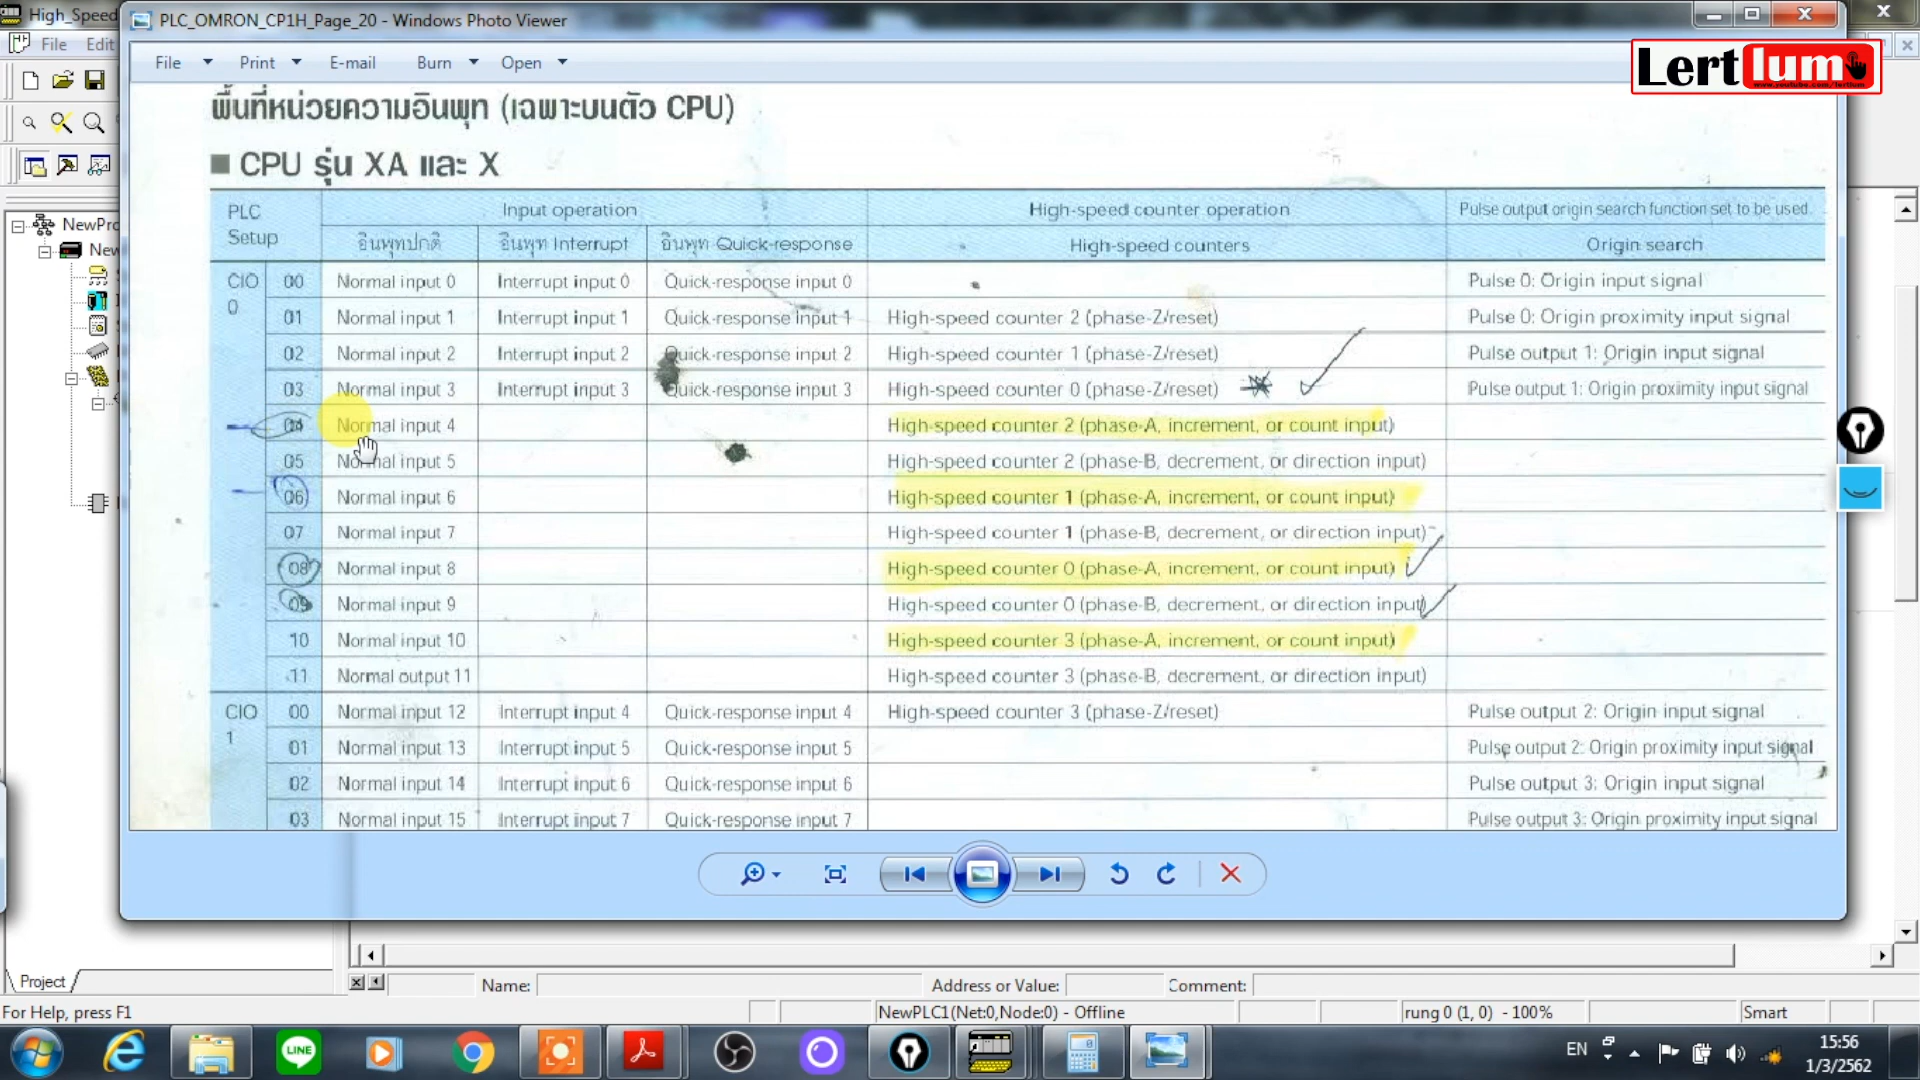 High_Speed
PLC_OMRON_CP1H_Page_20 - Windows Photo Viewer
File Edit
File Print E-mail Burn Open
Lertlum
www.youtube.com/lertlum
พื้นที่หน่วยความอินพุท (เฉพาะบนตัว CPU)
■ CPU รุ่น XA และ X
PLC Setup Input operation High-speed counter operation Pulse output origin search function set to be used.
อินพุทปกติ อินพุท Interrupt อินพุท Quick-response High-speed counters Origin search
CIO 0 00 Normal input 0 Interrupt input 0 Quick-response input 0 Pulse 0: Origin input signal
01 Normal input 1 Interrupt input 1 Quick-response input 1 High-speed counter 2 (phase-Z/reset) Pulse 0: Origin proximity input signal
02 Normal input 2 Interrupt input 2 Quick-response input 2 High-speed counter 1 (phase-Z/reset) Pulse output 1: Origin input signal
03 Normal input 3 Interrupt input 3 Quick-response input 3 High-speed counter 0 (phase-Z/reset) Pulse output 1: Origin proximity input signal
04 Normal input 4 High-speed counter 2 (phase-A, increment, or count input)
05 Normal input 5 High-speed counter 2 (phase-B, decrement, or direction input)
06 Normal input 6 High-speed counter 1 (phase-A, increment, or count input)
07 Normal input 7 High-speed counter 1 (phase-B, decrement, or direction input)
08 Normal input 8 High-speed counter 0 (phase-A, increment, or count input)
09 Normal input 9 High-speed counter 0 (phase-B, decrement, or direction input)
10 Normal input 10 High-speed counter 3 (phase-A, increment, or count input)
11 Normal output 11 High-speed counter 3 (phase-B, decrement, or direction input)
CIO 1 00 Normal input 12 Interrupt input 4 Quick-response input 4 High-speed counter 3 (phase-Z/reset) Pulse output 2: Origin input signal
01 Normal input 13 Interrupt input 5 Quick-response input 5 Pulse output 2: Origin proximity input signal
02 Normal input 14 Interrupt input 6 Quick-response input 6 Pulse output 3: Origin input signal
03 Normal input 15 Interrupt input 7 Quick-response input 7 Pulse output 3: Origin proximity input signal
NewPro
New
Project
Name: Address or Value: Comment:
For Help, press F1 NewPLC1(Net:0,Node:0) - Offline rung 0 (1, 0) - 100% Smart
LINE
EN
15:56
1/3/2562